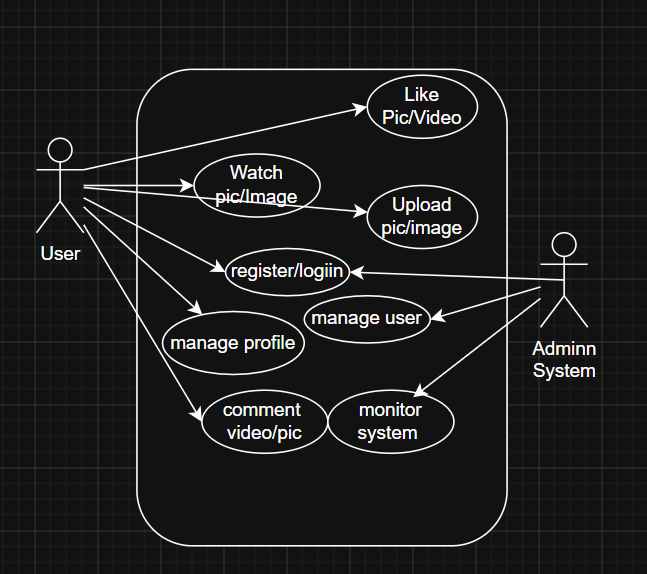 Like
Pic/Video
Watch
pic/Image
Upload
pic/image
User
register/logiin
manage user
manage profile
Adminn
System
comment
video/pic
monitor
system